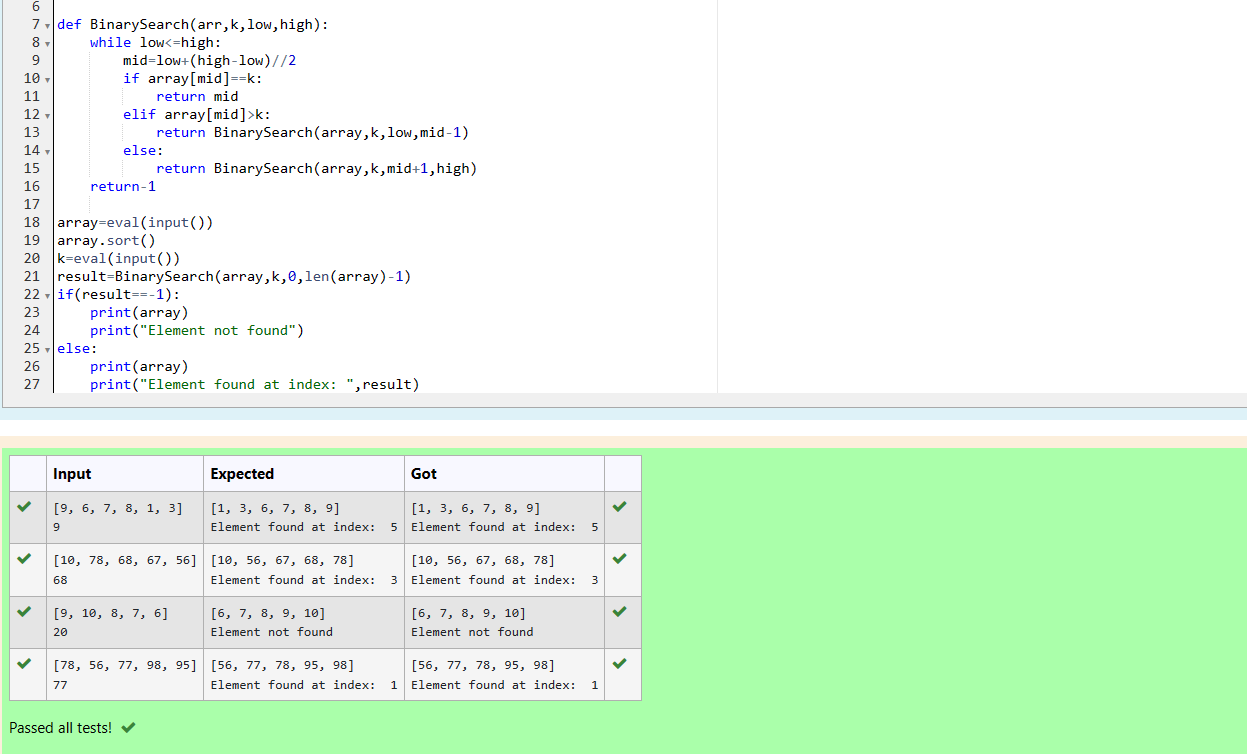 6
7 def BinarySearch(arr,k,low,high):
8     while low<=high:
9         mid=low+(high-low)//2
10         if array[mid]==k:
11             return mid
12         elif array[mid]>k:
13             return BinarySearch(array,k,low,mid-1)
14         else:
15             return BinarySearch(array,k,mid+1,high)
16     return-1
17
18 array=eval(input())
19 array.sort()
20 k=eval(input())
21 result=BinarySearch(array,k,0,len(array)-1)
22 if(result==-1):
23     print(array)
24     print("Element not found")
25 else:
26     print(array)
27     print("Element found at index: ",result)
Input Expected Got
[9, 6, 7, 8, 1, 3] [1, 3, 6, 7, 8, 9] [1, 3, 6, 7, 8, 9]
9 Element found at index:  5 Element found at index:  5
[10, 78, 68, 67, 56] [10, 56, 67, 68, 78] [10, 56, 67, 68, 78]
68 Element found at index:  3 Element found at index:  3
[9, 10, 8, 7, 6] [6, 7, 8, 9, 10] [6, 7, 8, 9, 10]
20 Element not found Element not found
[78, 56, 77, 98, 95] [56, 77, 78, 95, 98] [56, 77, 78, 95, 98]
77 Element found at index:  1 Element found at index:  1
Passed all tests!